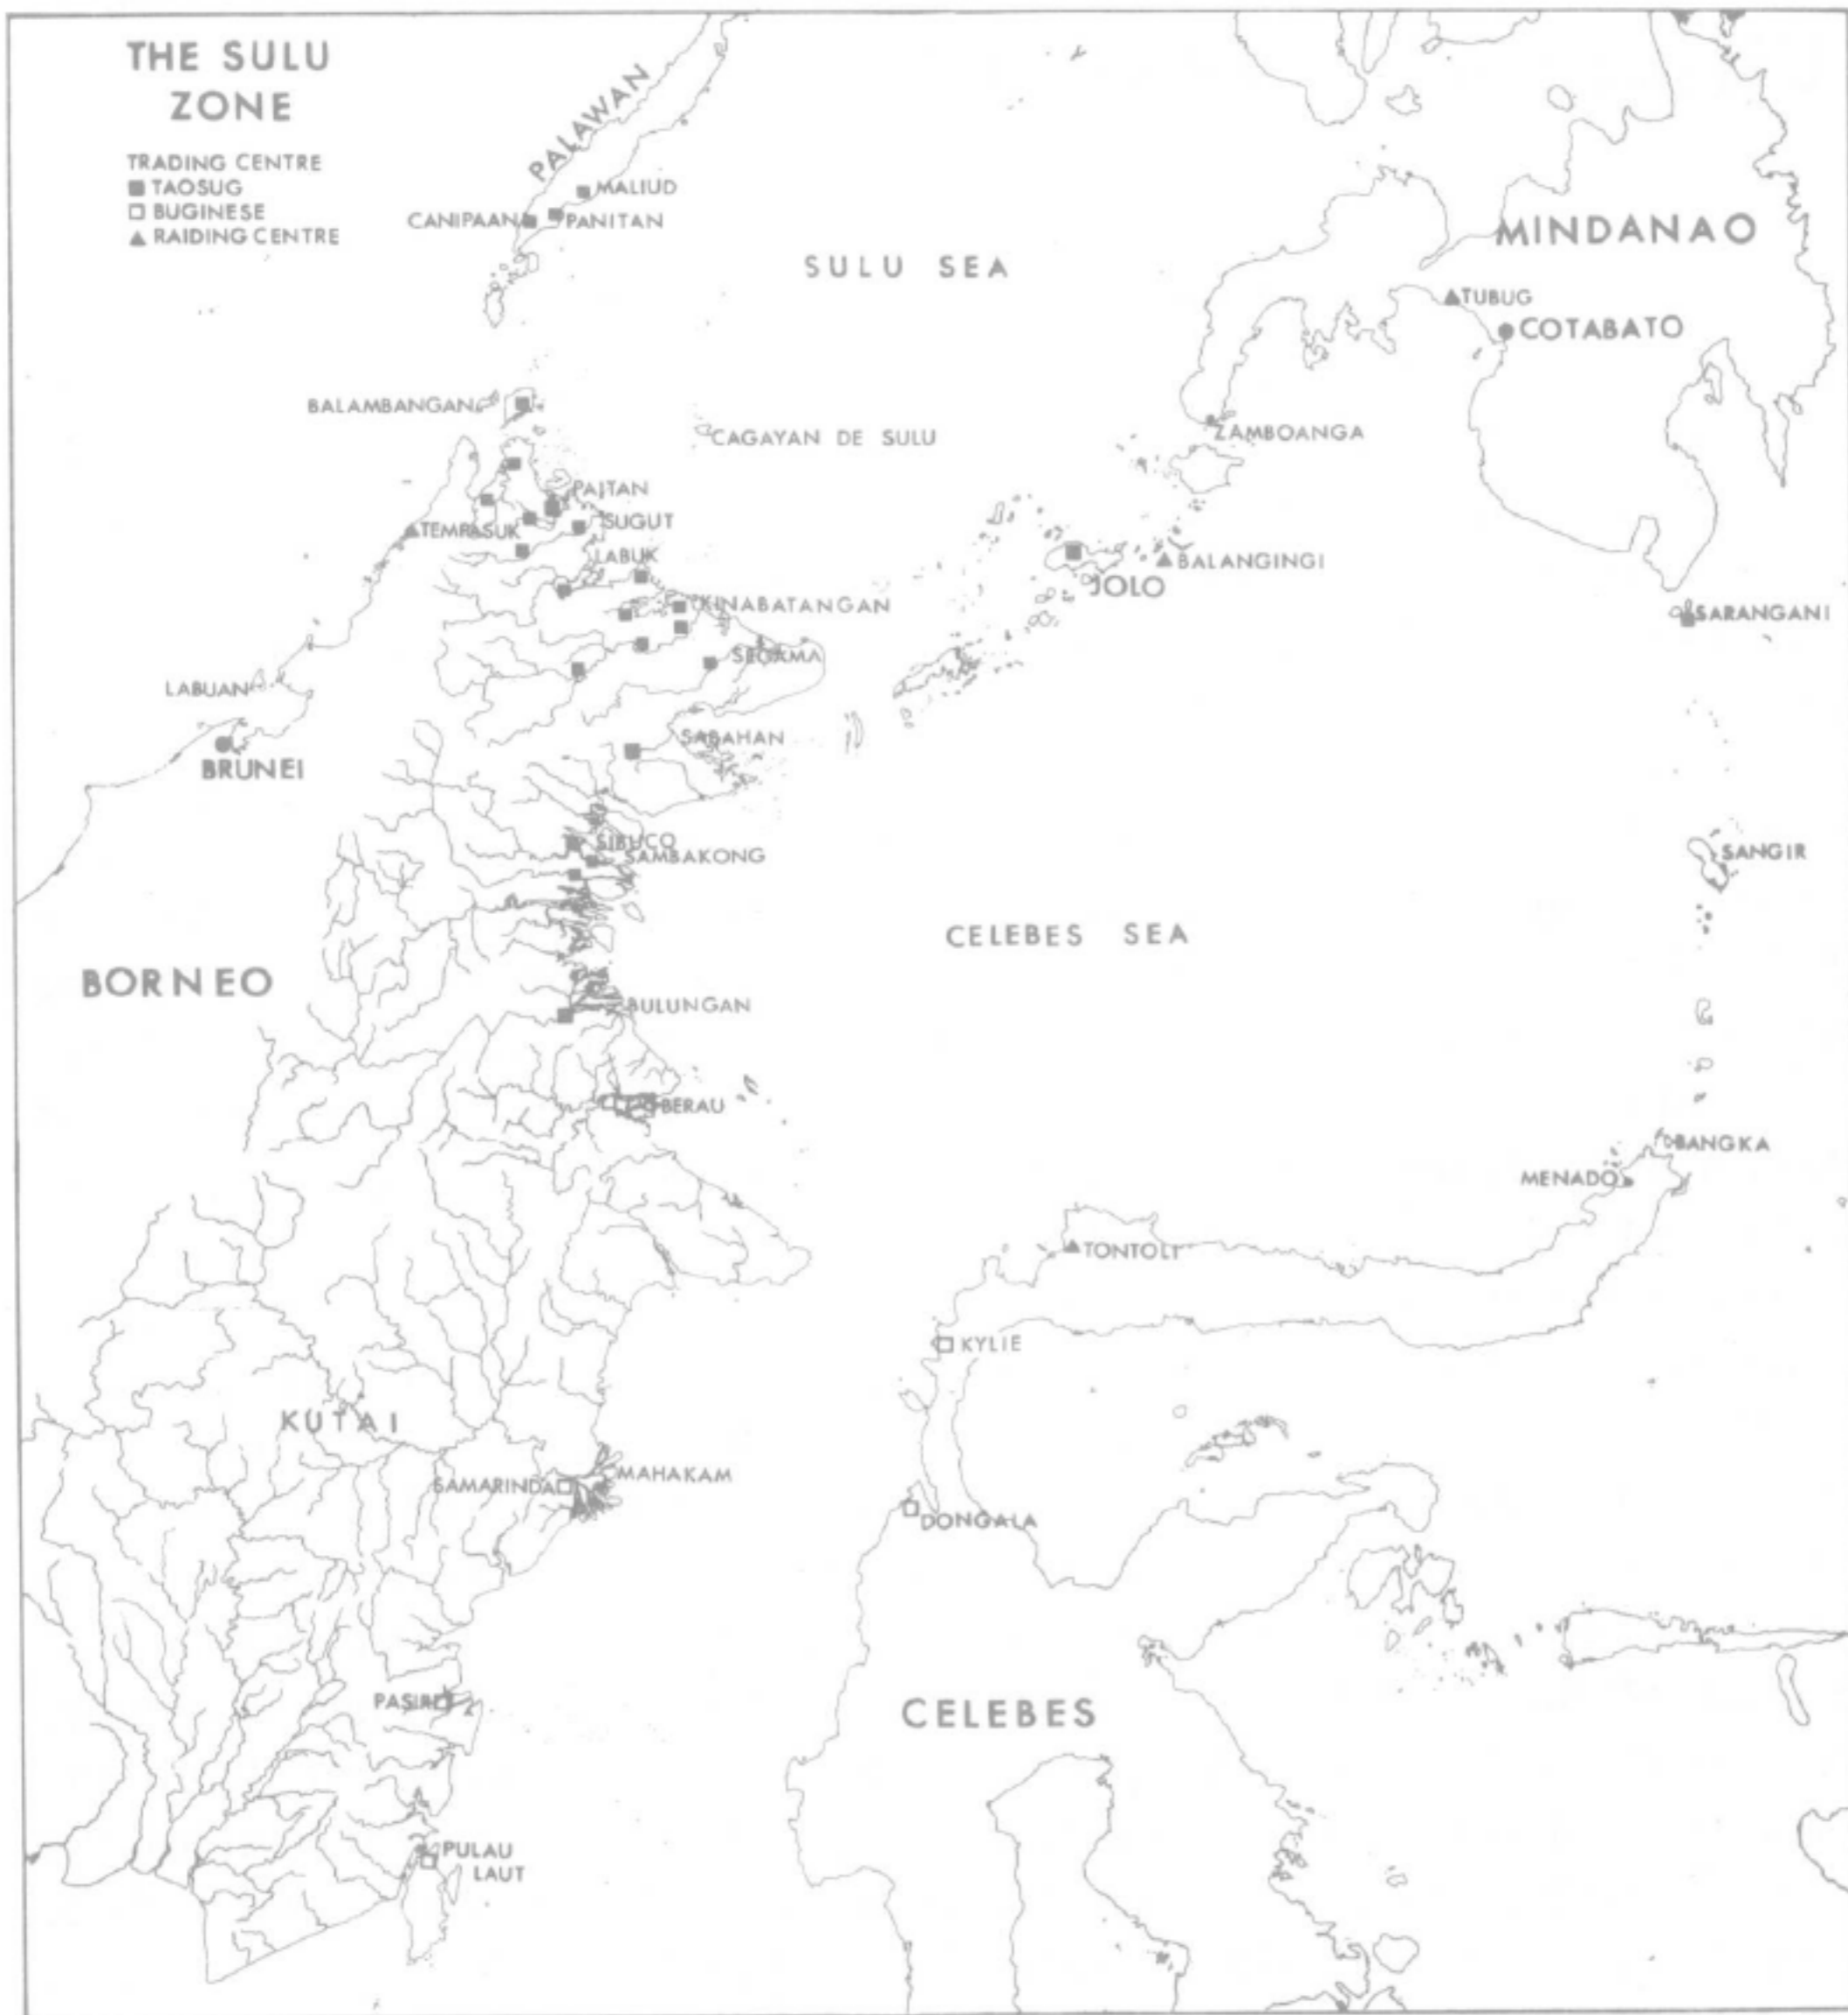 THE SULU
ZONE
TRADING CENTRE
TAOSUG
BUGINESE
RAIDING CENTRE
PALAWAN
MALIUD
CANIPAAN
PANITAN
SULU SEA
MINDANAO
TUBUG
COTABATO
BALAMBANGAN
CAGAYAN DE SULU
ZAMBOANGA
PAITAN
TEMPASUK
SUGUT
LABUK
BALANGINGI
JOLO
KINABATANGAN
SARANGANI
SEGAMA
LABUAN
SABAHAN
BRUNEI
SIBUCO
SAMBAKONG
SANGIR
CELEBES SEA
BORNEO
BULUNGAN
BERAU
BANGKA
MENADO
TONTOLI
KYLIE
KUTAI
MAHAKAM
SAMARINDA
DONGALA
PASIR
CELEBES
PULAU
LAUT